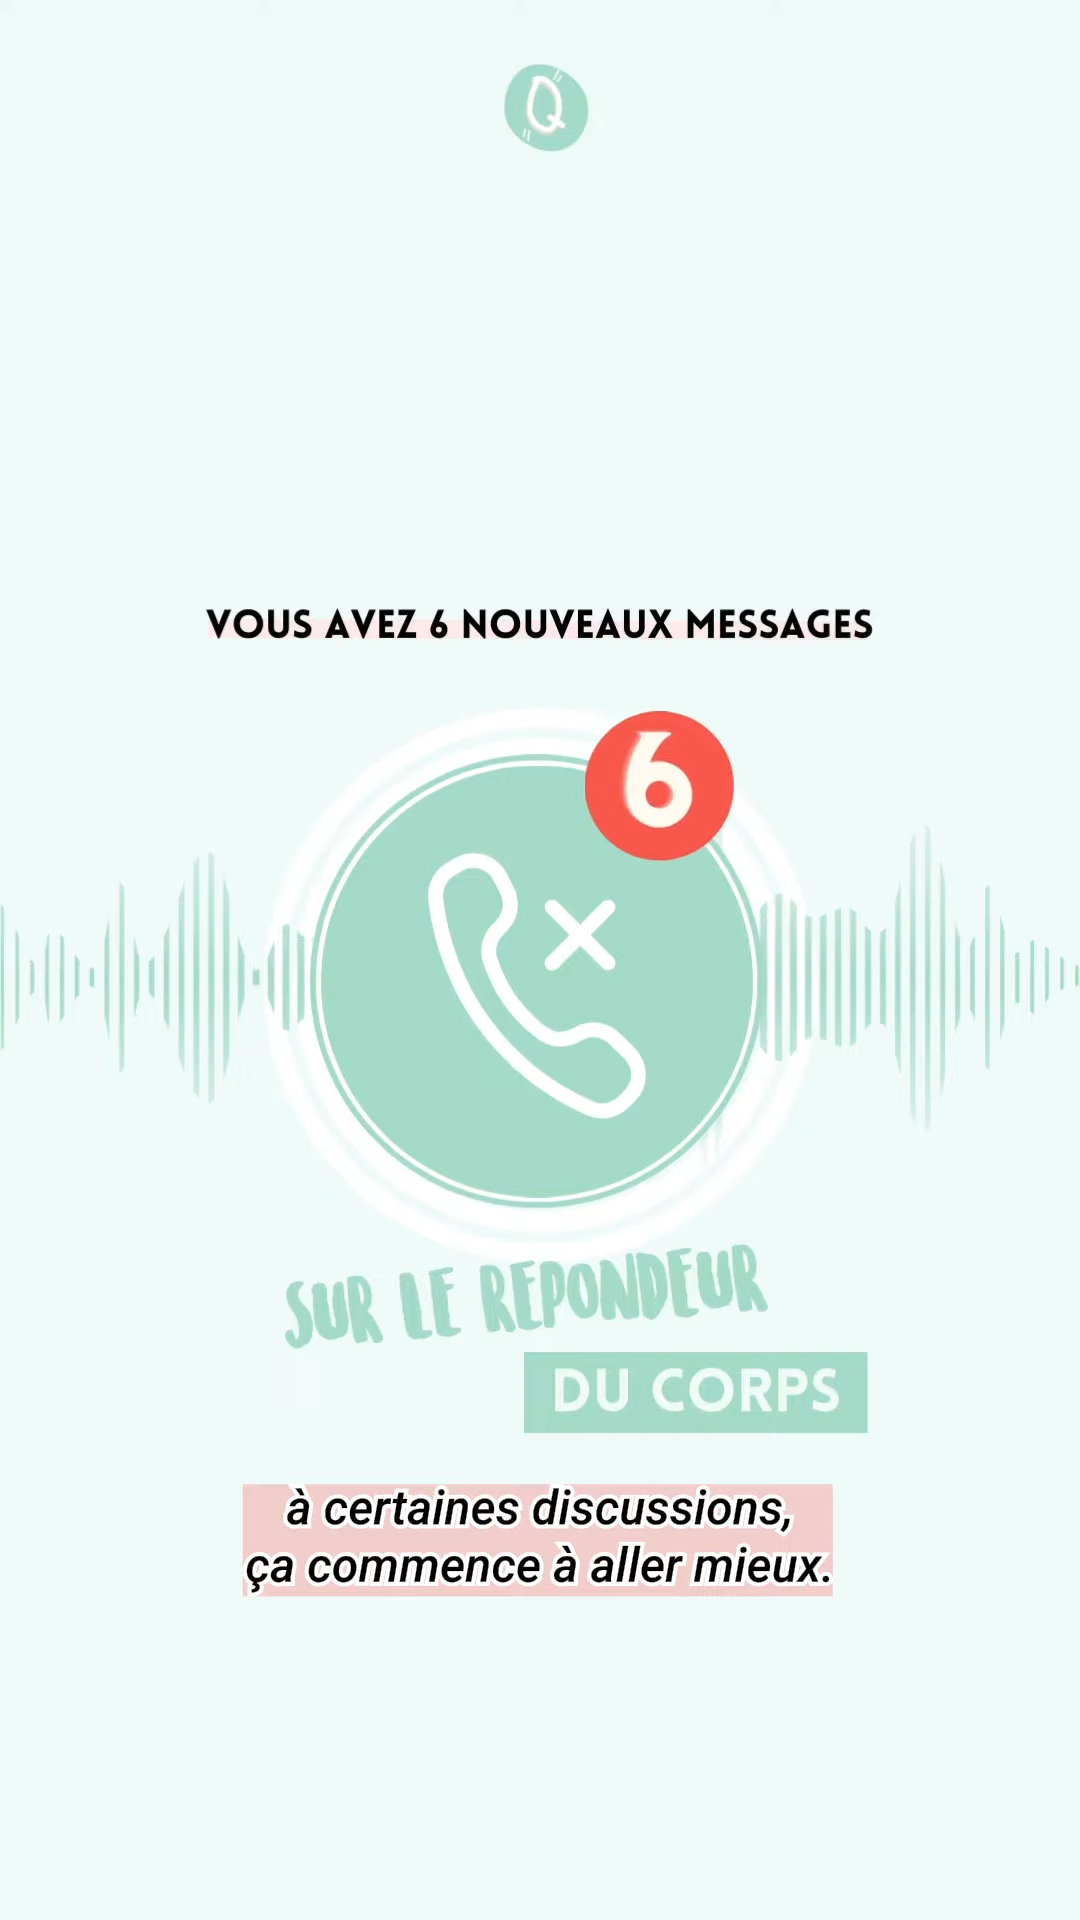 Q
VOUS AVEZ 6 NOUVEAUX MESSAGES
6
SUR LE REPONDEUR
DU CORPS
à certaines discussions,
ça commence à aller mieux.